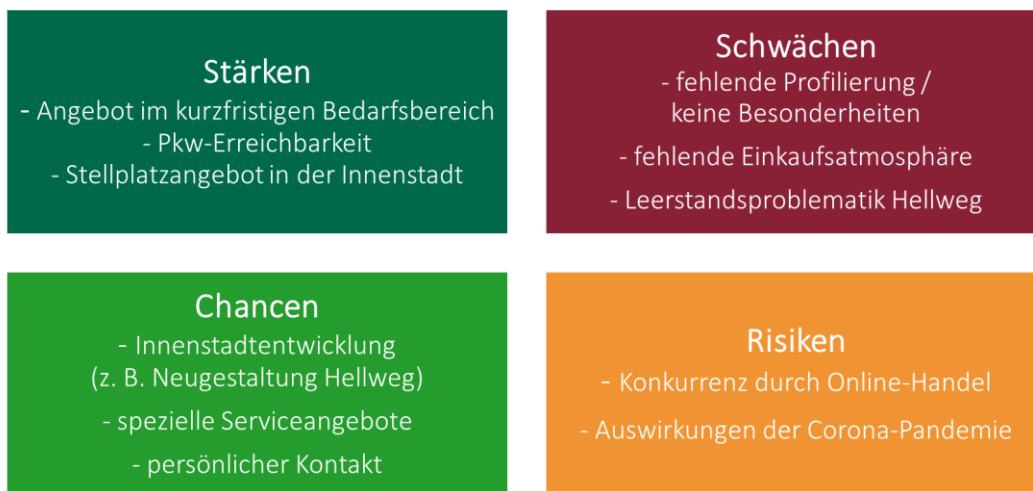 Stärken
- Angebot im kurzfristigen Bedarfsbereich
- Pkw-Erreichbarkeit
- Stellplatzangebot in der Innenstadt
Schwächen
- fehlende Profilierung /
keine Besonderheiten
- fehlende Einkaufsatmosphäre
- Leerstandsproblematik Hellweg
Chancen
- Innenstadtentwicklung
(z. B. Neugestaltung Hellweg)
- spezielle Serviceangebote
- persönlicher Kontakt
Risiken
- Konkurrenz durch Online-Handel
- Auswirkungen der Corona-Pandemie